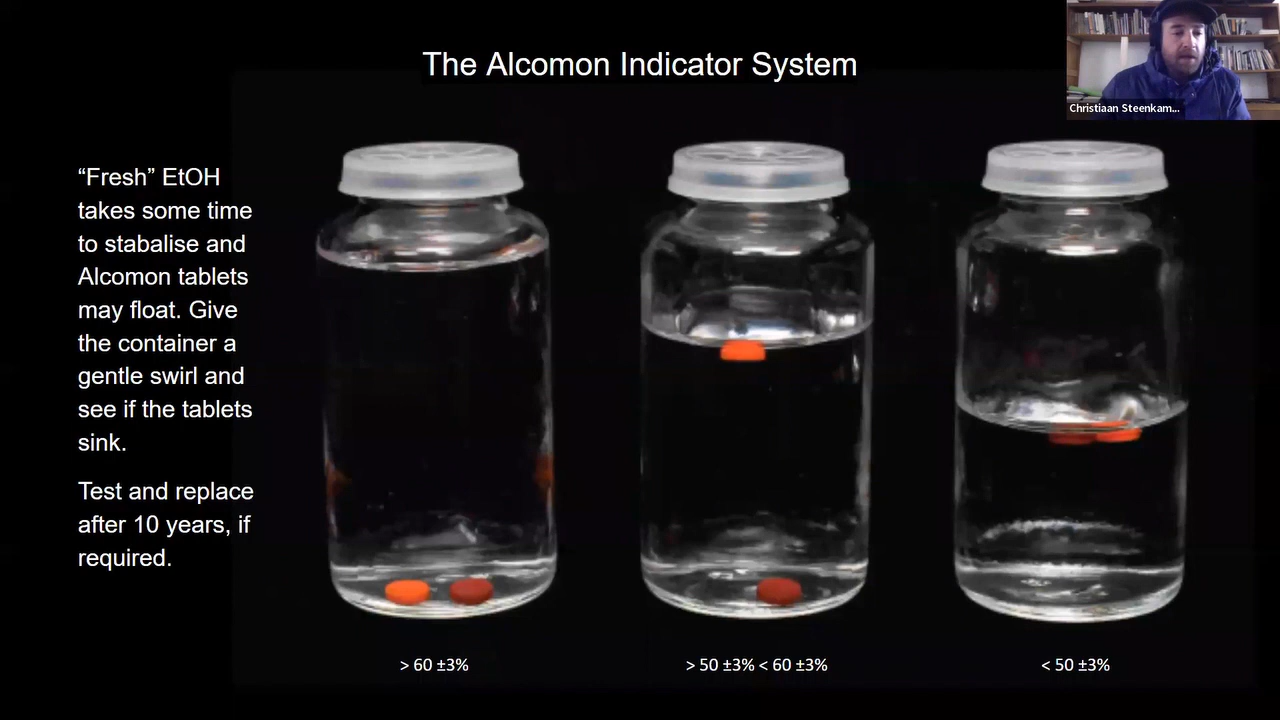 The Alcomon Indicator System
Christiaan Steenkam...
“Fresh” EtOH
takes some time
to stabalise and
Alcomon tablets
may float. Give
the container a
gentle swirl and
see if the tablets
sink.
Test and replace
after 10 years, if
required.
> 60 ±3%
> 50 ±3% < 60 ±3%
< 50 ±3%